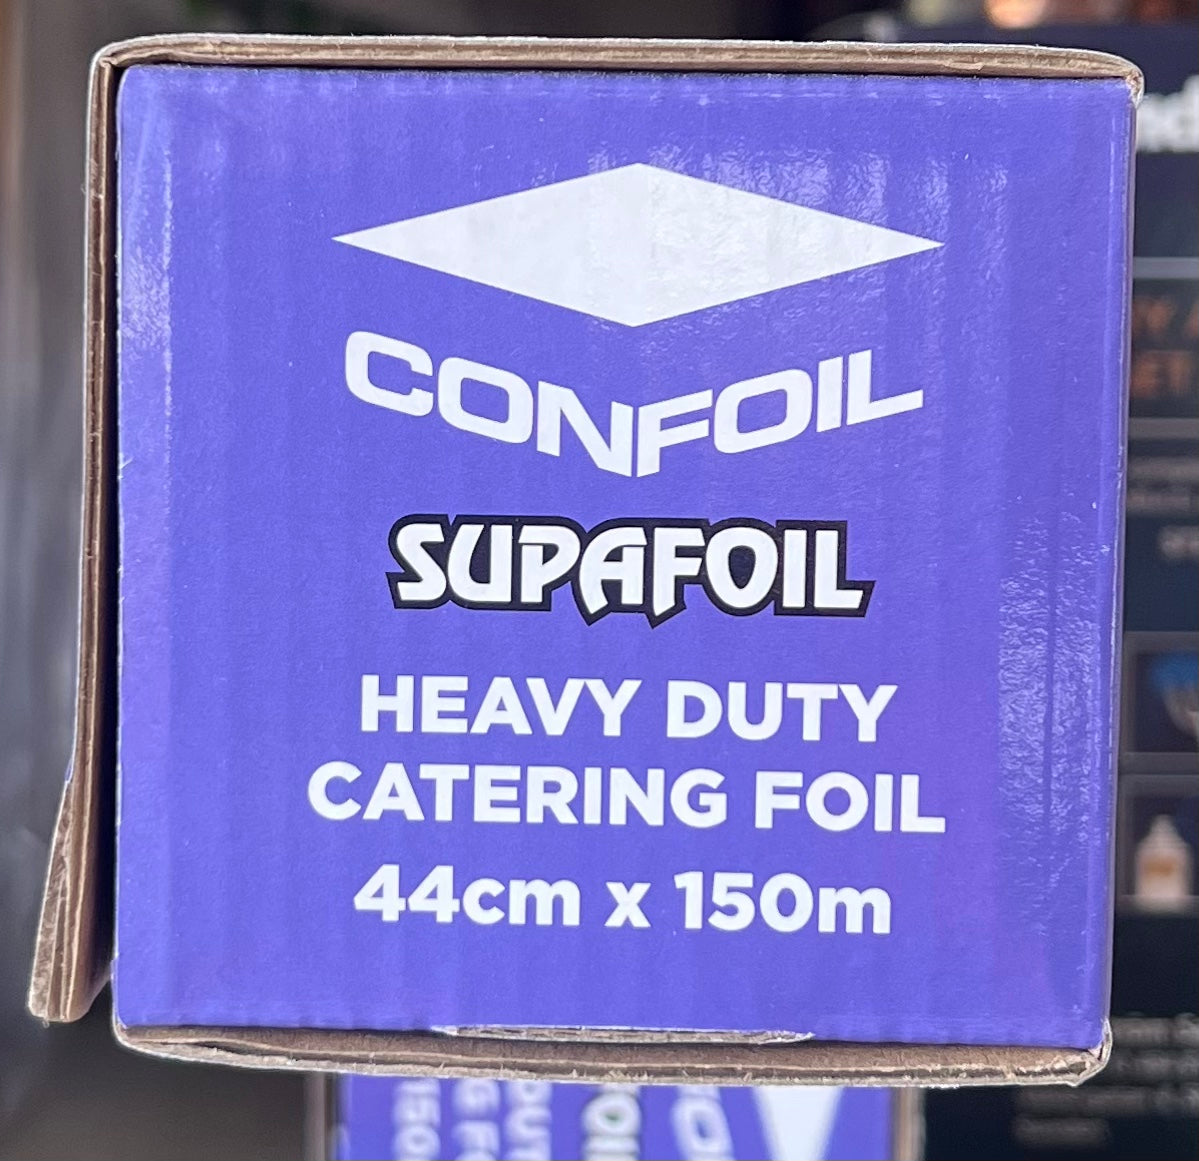 CONFOIL
SUPAFOIL
HEAVY DUTY
CATERING FOIL
44cm x 150m